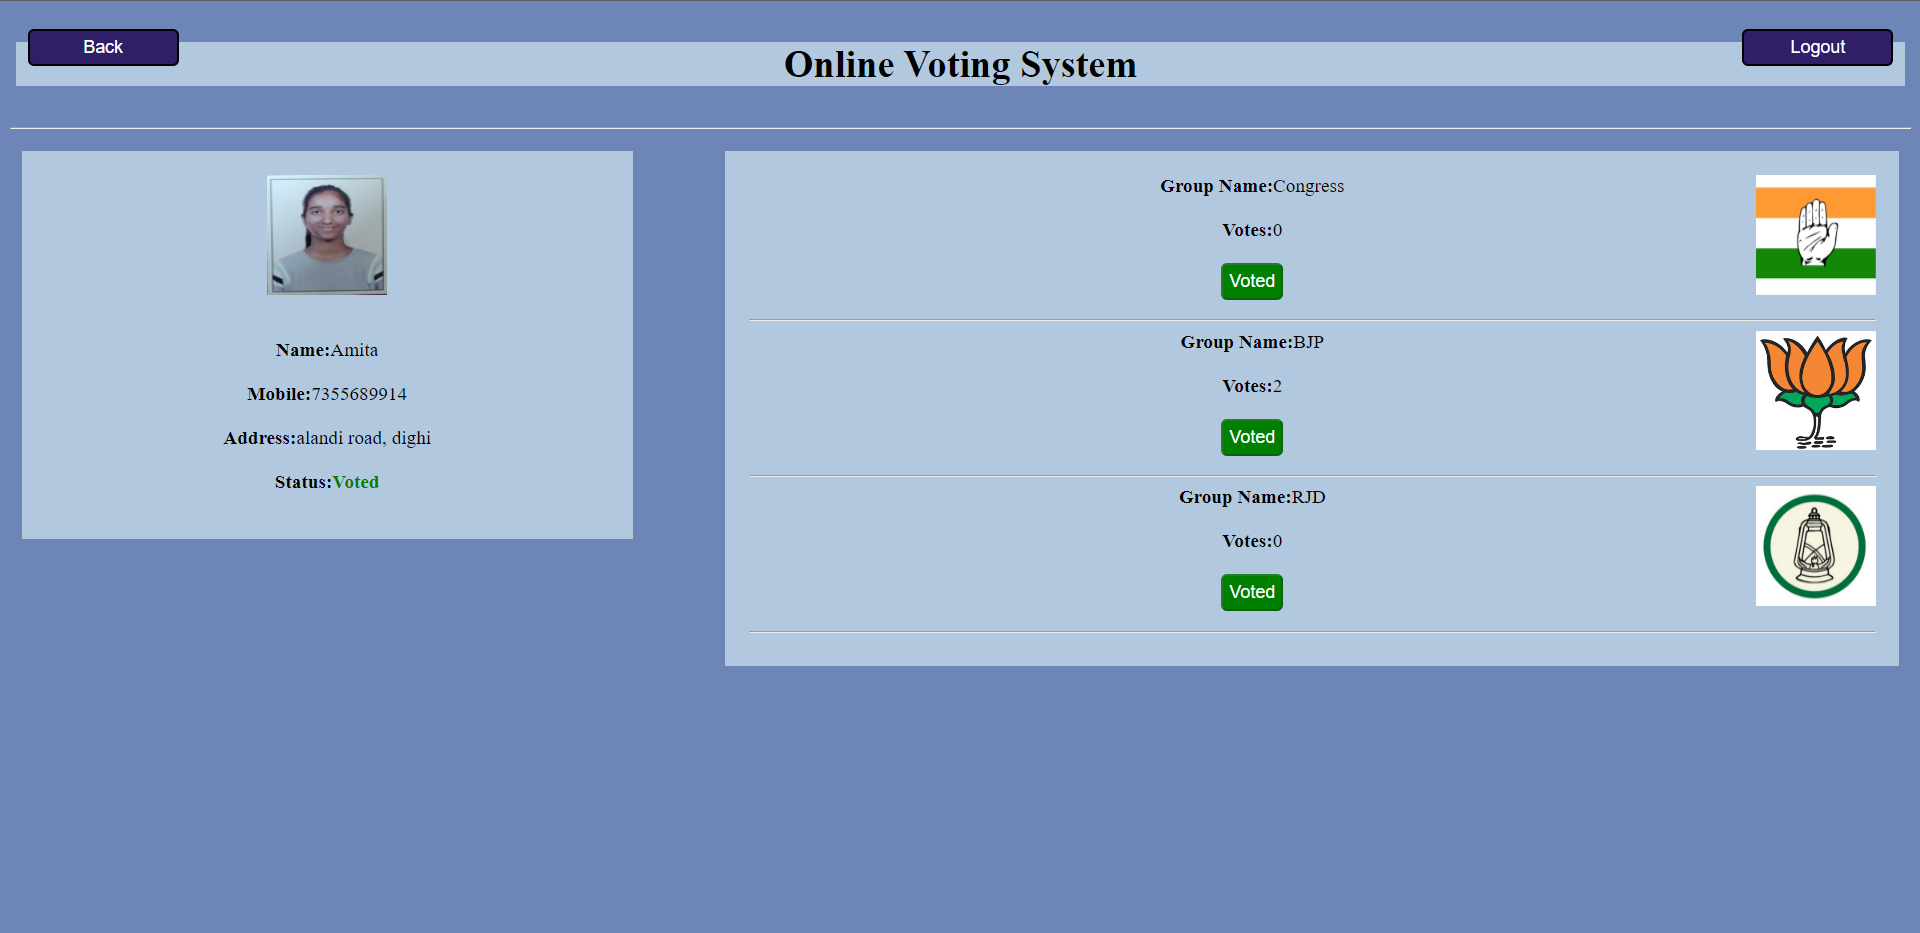 Back
Online Voting System
Logout
Name:Amita
Mobile:7355689914
Address:alandi road, dighi
Status:Voted
Group Name:Congress
Votes:0
Voted
Group Name:BJP
Votes:2
Voted
Group Name:RJD
Votes:0
Voted